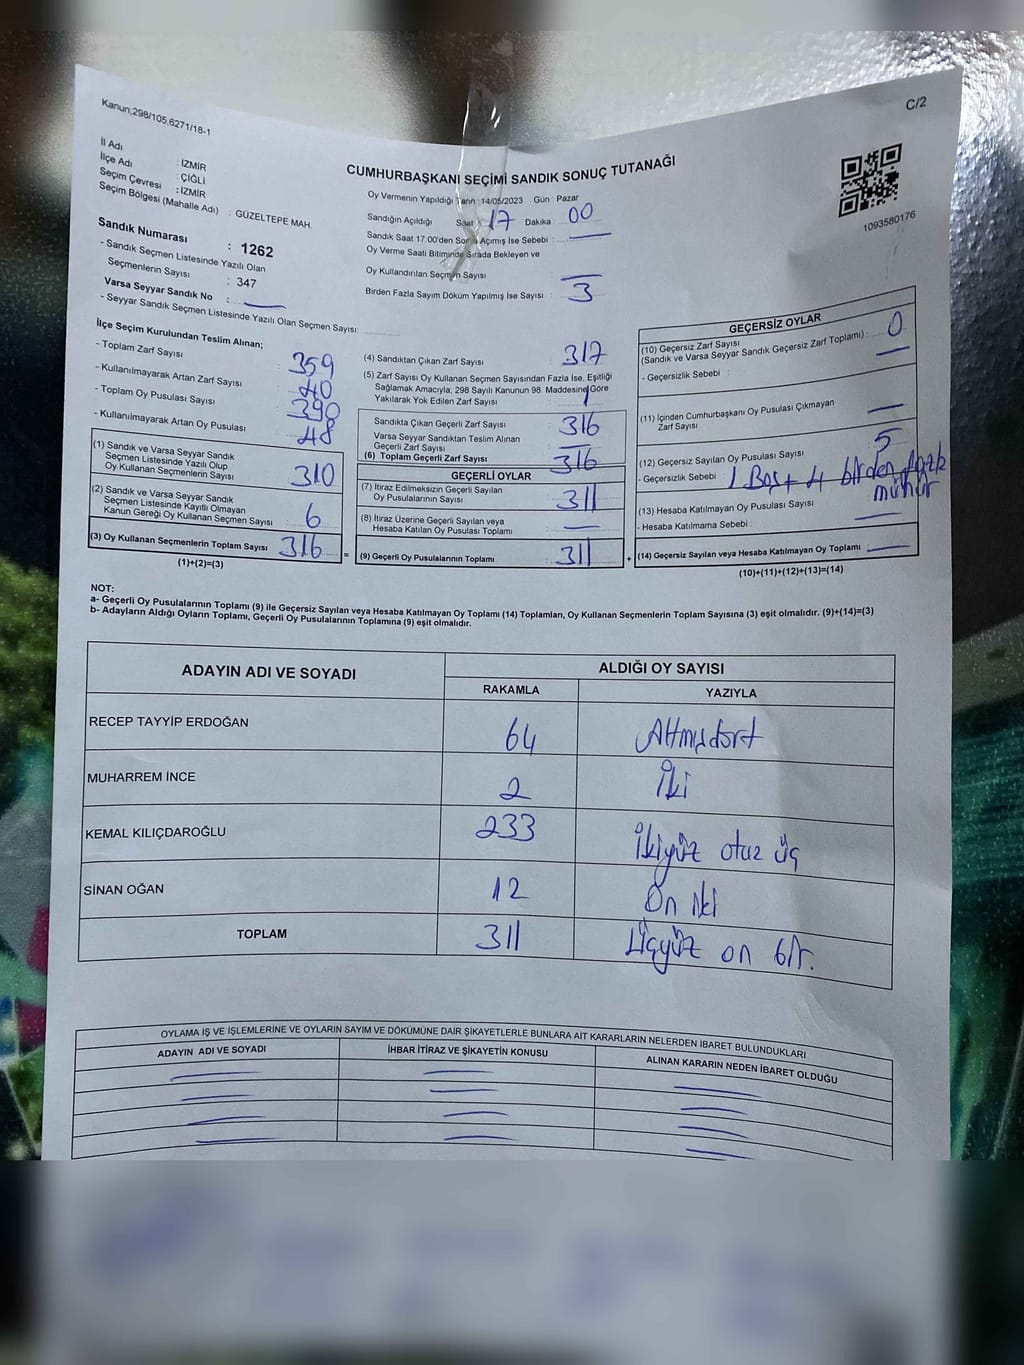 Kanun;298/105,6271/18-1
C/2
İl Adı : İZMİR
İlçe Adı : ÇİĞLİ
Seçim Çevresi : İZMİR
Seçim Bölgesi (Mahalle Adı) : GÜZELTEPE MAH.
Sandık Numarası : 1262
- Sandık Seçmen Listesinde Yazılı Olan
Seçmenlerin Sayısı : 347
Varsa Seyyar Sandık No :
- Seyyar Sandık Seçmen Listesinde Yazılı Olan Seçmen Sayısı:
CUMHURBAŞKANI SEÇİMİ SANDIK SONUÇ TUTANAĞI
Oy Vermenin Yapıldığı Tarih :14/05/2023 Gün : Pazar
Sandığın Açıldığı Saat : 17 Dakika : 00
Sandık Saat 17.00'den Sonra Açımış İse Sebebi :
Oy Verme Saati Bitiminde Sırada Bekleyen ve
Oy Kullandırılan Seçmen Sayısı
Birden Fazla Sayım Döküm Yapılmış İse Sayısı : 3
1093580176
İlçe Seçim Kurulundan Teslim Alınan;
- Toplam Zarf Sayısı 359
- Kullanılmayarak Artan Zarf Sayısı 40
- Toplam Oy Pusulası Sayısı 390
- Kullanılmayarak Artan Oy Pusulası 48
(1) Sandık ve Varsa Seyyar Sandık
Seçmen Listesinde Yazılı Olup
Oy Kullanan Seçmenlerin Sayısı 310
(2) Sandık ve Varsa Seyyar Sandık
Seçmen Listesinde Kayıtlı Olmayan
Kanun Gereği Oy Kullanan Seçmen Sayısı 6
(3) Oy Kullanan Seçmenlerin Toplam Sayısı 316 =
(1)+(2)=(3)
(4) Sandıktan Çıkan Zarf Sayısı 317
(5) Zarf Sayısı Oy Kullanan Seçmen Sayısından Fazla İse, Eşitliği
Sağlamak Amacıyla, 298 Sayılı Kanunun 98. Maddesine Göre
Yakılarak Yok Edilen Zarf Sayısı 1
Sandıkta Çıkan Geçerli Zarf Sayısı 316
Varsa Seyyar Sandıktan Teslim Alınan
Geçerli Zarf Sayısı
(6) Toplam Geçerli Zarf Sayısı 316
GEÇERLİ OYLAR
(7) İtiraz Edilmeksizin Geçerli Sayılan
Oy Pusulalarının Sayısı 311
(8) İtiraz Üzerine Geçerli Sayılan veya
Hesaba Katılan Oy Pusulası Toplamı
(9) Geçerli Oy Pusulalarının Toplamı 311 +
GEÇERSİZ OYLAR
(10) Geçersiz Zarf Sayısı
(Sandık ve Varsa Seyyar Sandık Geçersiz Zarf Toplamı) : 0
- Geçersizlik Sebebi :
(11) İçinden Cumhurbaşkanı Oy Pusulası Çıkmayan
Zarf Sayısı
(12) Geçersiz Sayılan Oy Pusulası Sayısı 5
- Geçersizlik Sebebi : 1 Boş + 4 birden fazla
mühür
(13) Hesaba Katılmayan Oy Pusulası Sayısı
- Hesaba Katılmama Sebebi :
(14) Geçersiz Sayılan veya Hesaba Katılmayan Oy Toplamı
(10)+(11)+(12)+(13)=(14)
NOT:
a- Geçerli Oy Pusulalarının Toplamı (9) ile Geçersiz Sayılan veya Hesaba Katılmayan Oy Toplamı (14) Toplamları, Oy Kullanan Seçmenlerin Toplam Sayısına (3) eşit olmalıdır. (9)+(14)=(3)
b- Adayların Aldığı Oyların Toplamı, Geçerli Oy Pusulalarının Toplamına (9) eşit olmalıdır.
ADAYIN ADI VE SOYADI ALDIĞI OY SAYISI
RAKAMLA YAZIYLA
RECEP TAYYİP ERDOĞAN 64 Altmışdört
MUHARREM İNCE 2 İki
KEMAL KILIÇDAROĞLU 233 İkiyüz otuz üç
SİNAN OĞAN 12 On iki
TOPLAM 311 Üçyüz on bir.
OYLAMA İŞ VE İŞLEMLERİNE VE OYLARIN SAYIM VE DÖKÜMÜNE DAİR ŞİKAYETLERLE BUNLARA AİT KARARLARIN NELERDEN İBARET BULUNDUKLARI
ADAYIN ADI VE SOYADI İHBAR İTİRAZ VE ŞİKAYETİN KONUSU ALINAN KARARIN NEDEN İBARET OLDUĞU